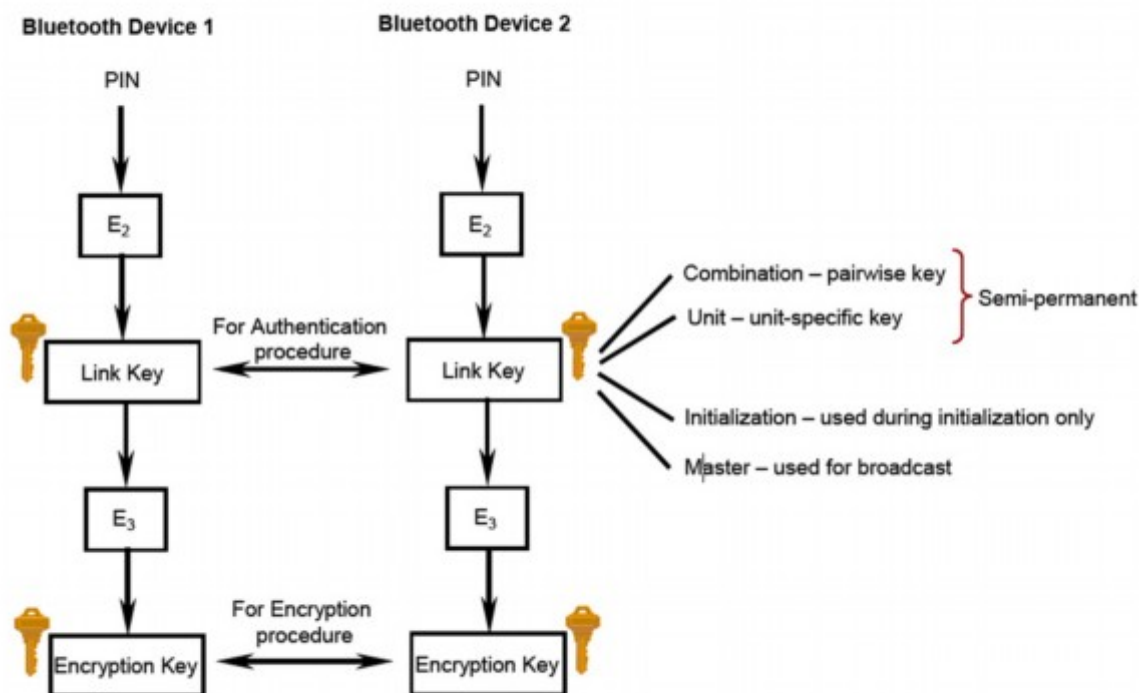 Bluetooth Device 1
Bluetooth Device 2
PIN
PIN
E₂
E₂
Combination – pairwise key
Unit – unit-specific key
Semi-permanent
For Authentication
procedure
Link Key
Link Key
Initialization – used during initialization only
Master – used for broadcast
E₃
E₃
For Encryption
procedure
Encryption Key
Encryption Key